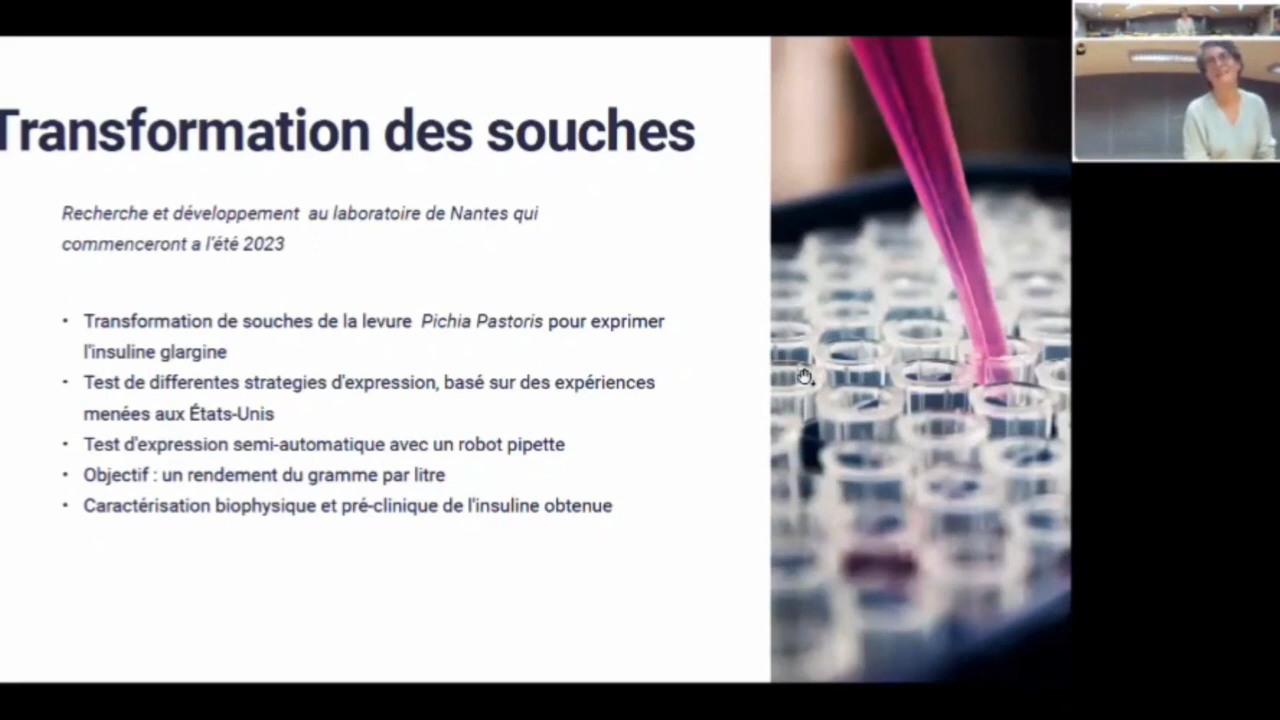 Transformation des souches
Recherche et développement au laboratoire de Nantes qui
commenceront a l'été 2023
• Transformation de souches de la levure Pichia Pastoris pour exprimer
l'insuline glargine
• Test de differentes strategies d'expression, basé sur des expériences
menées aux États-Unis
• Test d'expression semi-automatique avec un robot pipette
• Objectif : un rendement du gramme par litre
• Caractérisation biophysique et pré-clinique de l'insuline obtenue